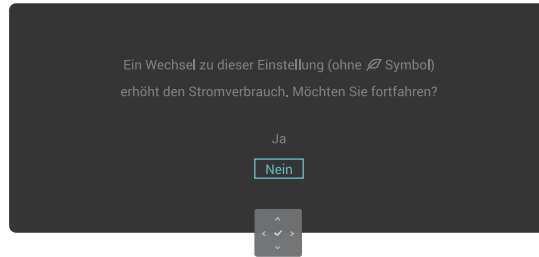 Ein Wechsel zu dieser Einstellung (ohne Symbol)
erhöht den Stromverbrauch. Möchten Sie fortfahren?
Ja
Nein